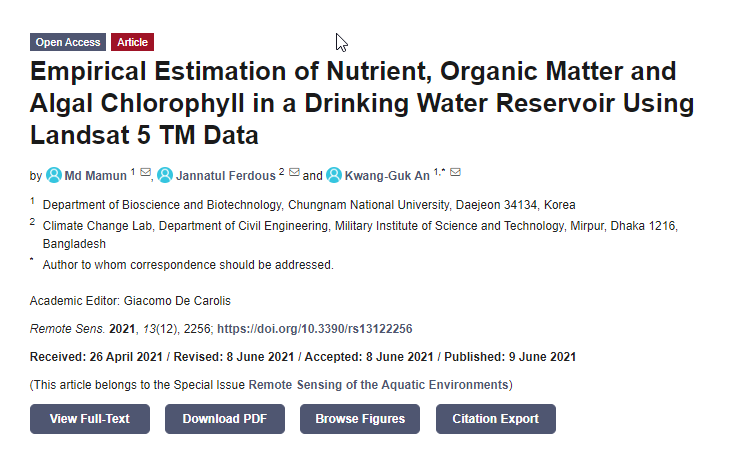 Open Access Article
Empirical Estimation of Nutrient, Organic Matter and
Algal Chlorophyll in a Drinking Water Reservoir Using
Landsat 5 TM Data
by Md Mamun 1, Jannatul Ferdous 2 and Kwang-Guk An 1,*
1 Department of Bioscience and Biotechnology, Chungnam National University, Daejeon 34134, Korea
2 Climate Change Lab, Department of Civil Engineering, Military Institute of Science and Technology, Mirpur, Dhaka 1216,
Bangladesh
* Author to whom correspondence should be addressed.
Academic Editor: Giacomo De Carolis
Remote Sens. 2021, 13(12), 2256; https://doi.org/10.3390/rs13122256
Received: 26 April 2021 / Revised: 8 June 2021 / Accepted: 8 June 2021 / Published: 9 June 2021
(This article belongs to the Special Issue Remote Sensing of the Aquatic Environments)
View Full-Text Download PDF Browse Figures Citation Export